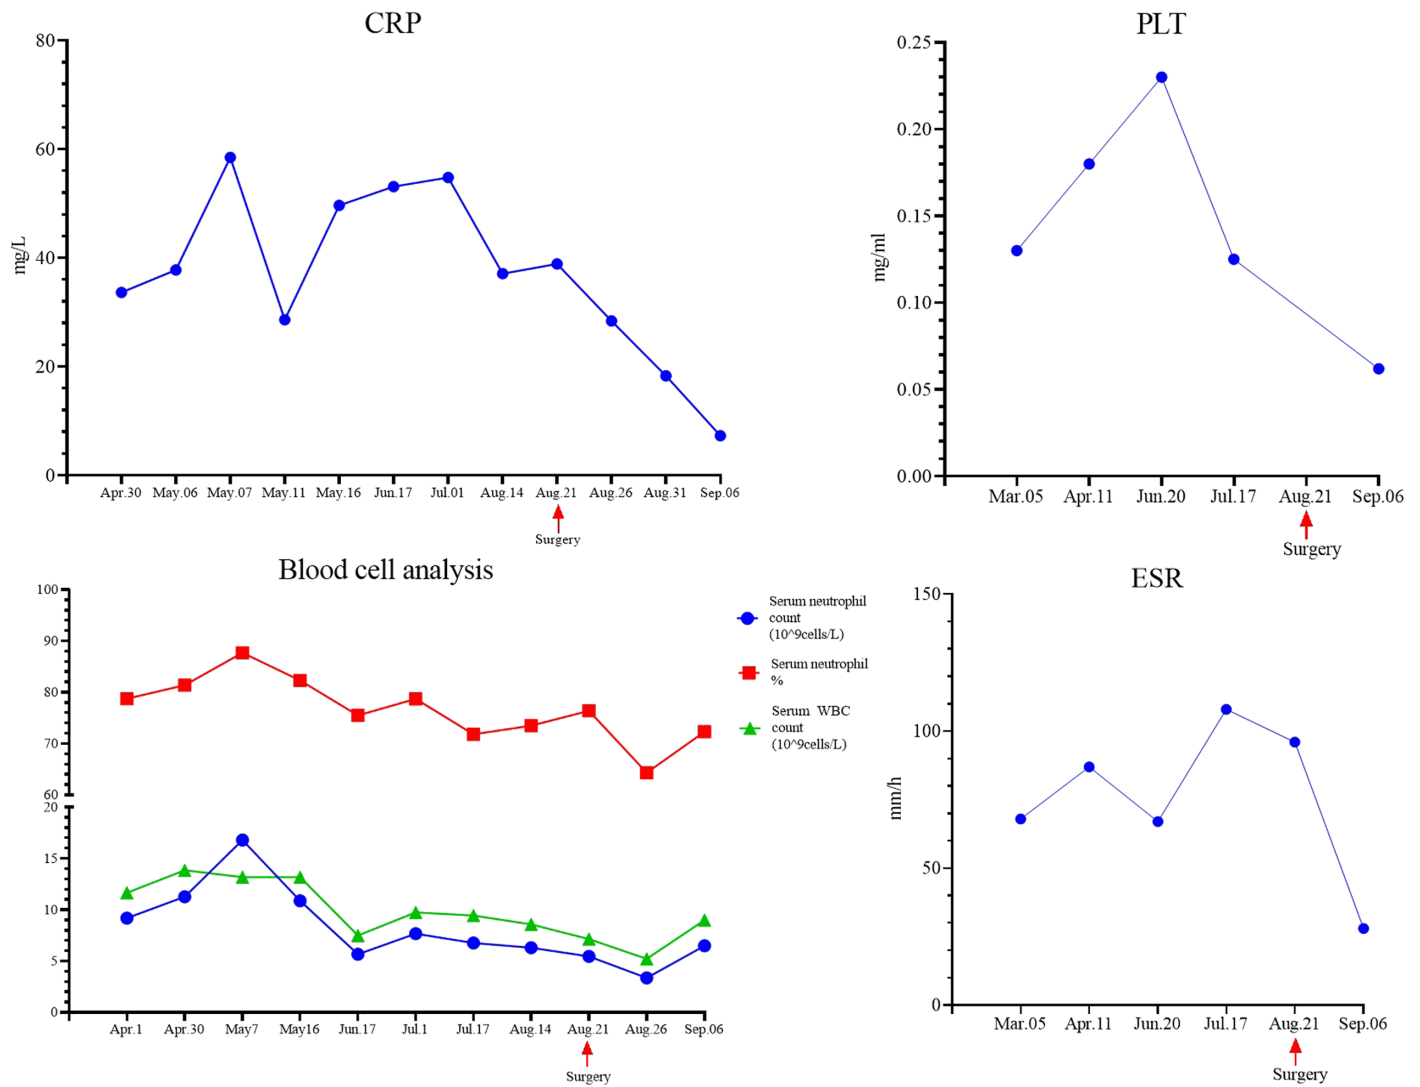 CRP
80
60
40
20
0
mg/L
Apr.30 May.06 May.07 May.11 May.16 Jun.17 Jul.01 Aug.14 Aug.21 Aug.26 Aug.31 Sep.06
Surgery
PLT
0.25
0.20
0.15
0.10
0.05
0.00
mg/ml
Mar.05 Apr.11 Jun.20 Jul.17 Aug.21 Sep.06
Surgery
Blood cell analysis
100
90
80
70
60
20
15
10
5
0
Apr.1 Apr.30 May7 May16 Jun.17 Jul.1 Jul.17 Aug.14 Aug.21 Aug.26 Sep.06
Surgery
Serum neutrophil
count
(10^9cells/L)
Serum neutrophil
%
Serum WBC
count
(10^9cells/L)
ESR
150
100
50
0
mm/h
Mar.05 Apr.11 Jun.20 Jul.17 Aug.21 Sep.06
Surgery